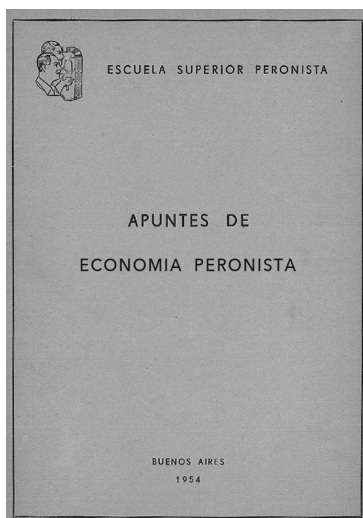 ESCUELA SUPERIOR PERONISTA
APUNTES DE
ECONOMIA PERONISTA
BUENOS AIRES
1954